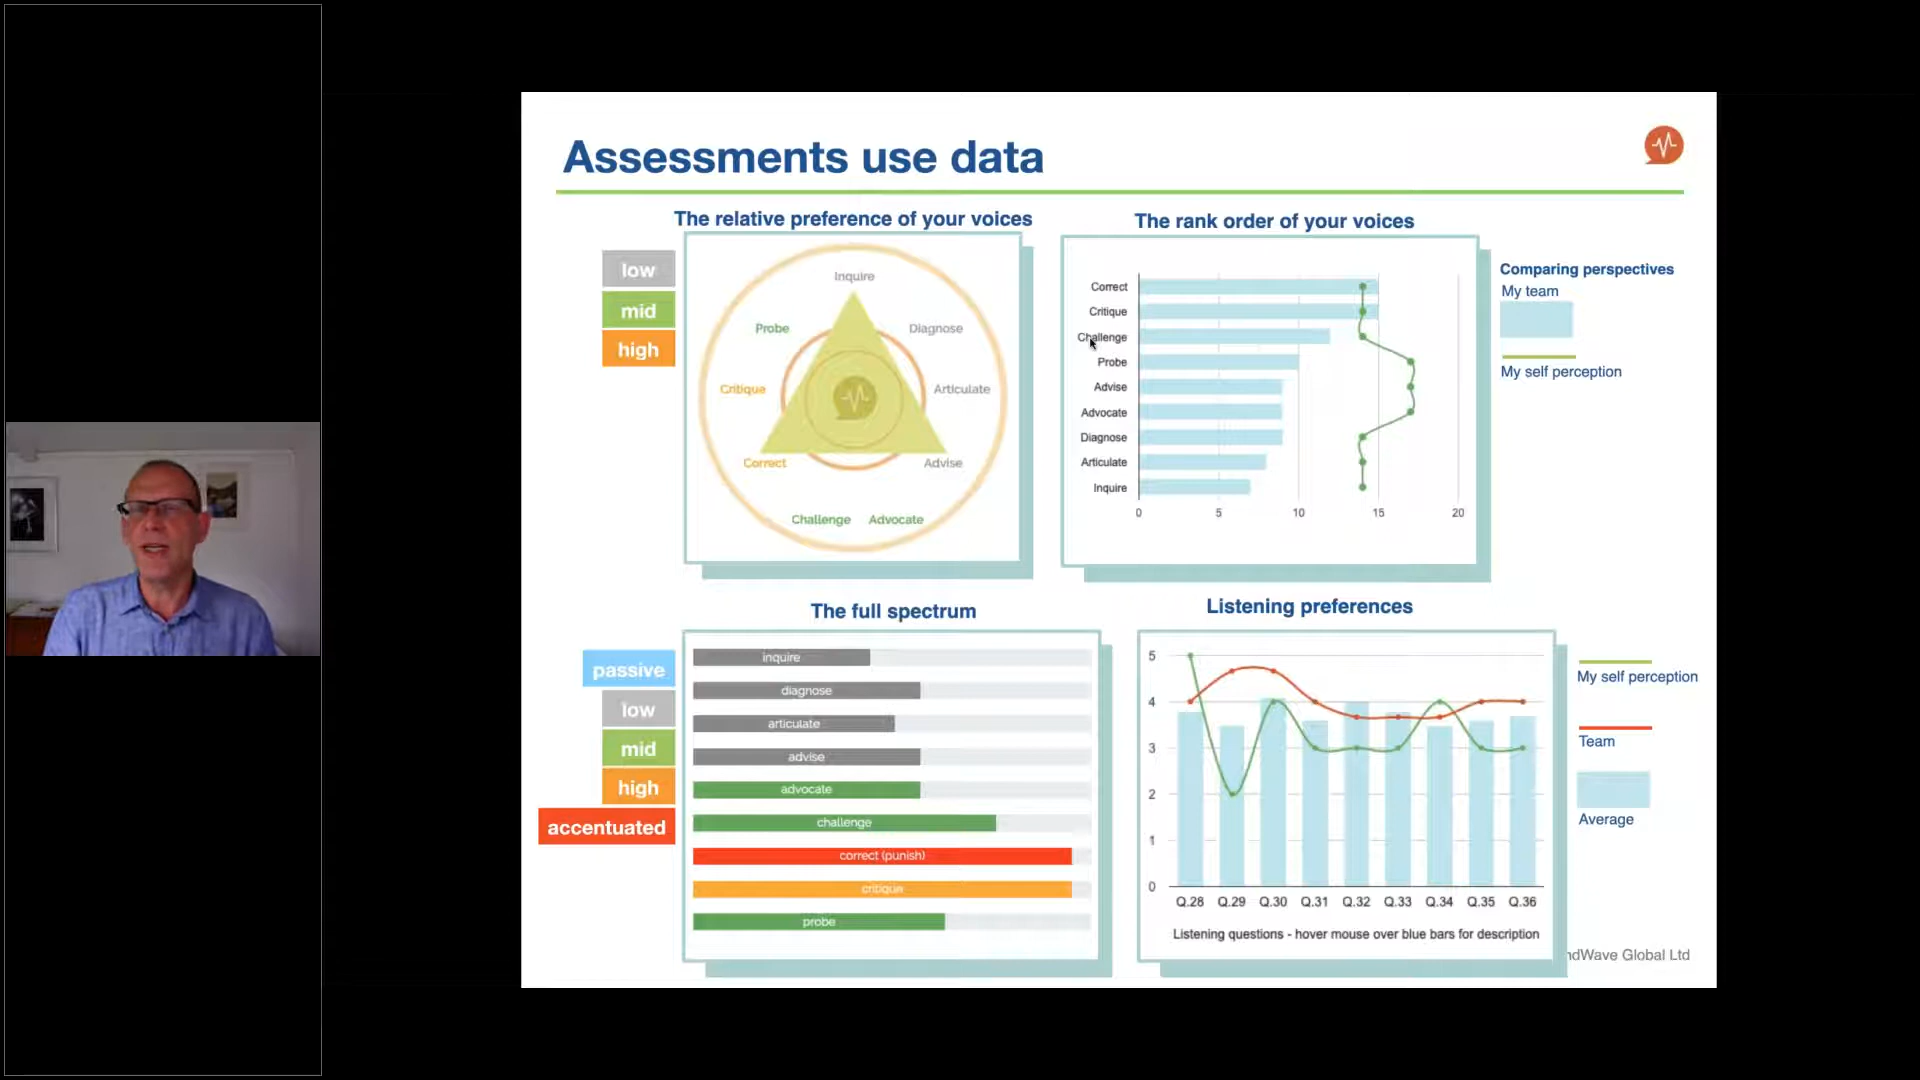 Assessments use data
The relative preference of your voices
low
mid
high
Inquire
Probe
Diagnose
Critique
Articulate
Correct
Advise
Challenge
Advocate
The rank order of your voices
Correct
Critique
Challenge
Probe
Advise
Advocate
Diagnose
Articulate
Inquire
0 5 10 15 20
Comparing perspectives
My team
My self perception
The full spectrum
passive
low
mid
high
accentuated
inquire
diagnose
articulate
advise
advocate
challenge
correct (punish)
critique
probe
Listening preferences
5
4
3
2
1
0
Q.28 Q.29 Q.30 Q.31 Q.32 Q.33 Q.34 Q.35 Q.36
Listening questions - hover mouse over blue bars for description
My self perception
Team
Average
ndWave Global Ltd